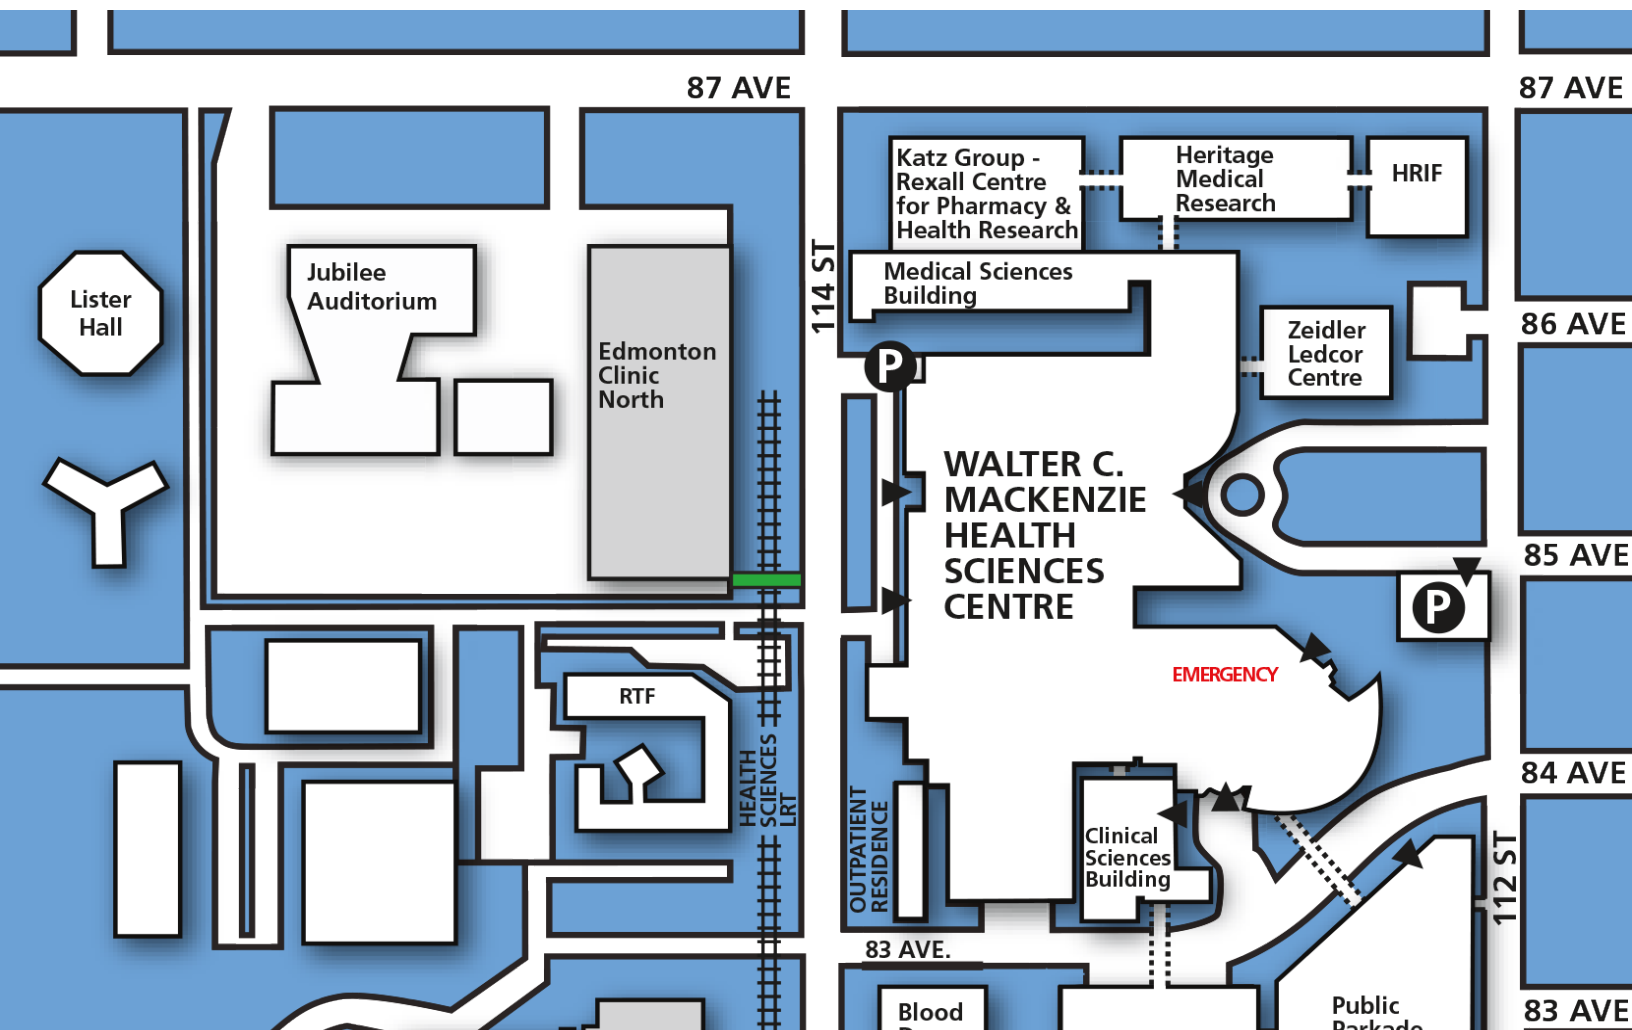 87 AVE
87 AVE
Katz Group -
Rexall Centre
for Pharmacy &
Health Research
Heritage
Medical
Research
HRIF
Lister
Hall
Jubilee
Auditorium
114 ST
Medical Sciences
Building
86 AVE
Zeidler
Ledcor
Centre
Edmonton
Clinic
North
P
WALTER C.
MACKENZIE
HEALTH
SCIENCES
CENTRE
85 AVE
P
EMERGENCY
RTF
HEALTH
SCIENCES
LRT
84 AVE
OUTPATIENT
RESIDENCE
Clinical
Sciences
Building
112 ST
83 AVE.
Blood
Public
Parkade
83 AVE